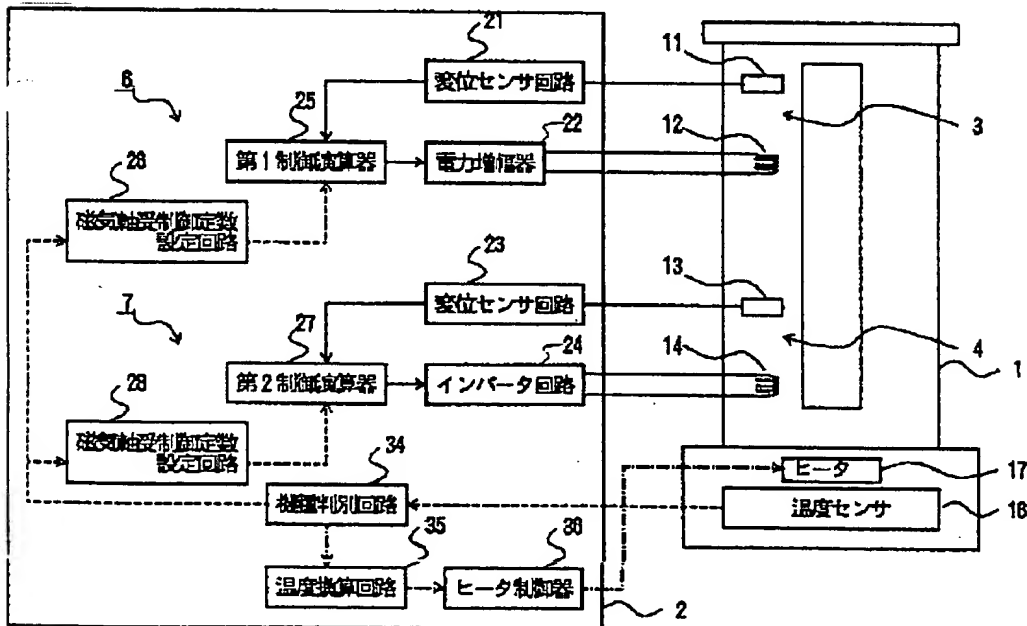 21
変位センサ回路
11
6
25
第1制御演算器
22
電力増幅器
12
3
26
磁気軸受制御定数
設定回路
23
変位センサ回路
13
7
27
第2制御演算器
24
インバータ回路
14
4
1
28
磁気軸受制御定数
設定回路
34
機種判別回路
ヒータ
17
温度センサ
16
35
温度換算回路
36
ヒータ制御器
2